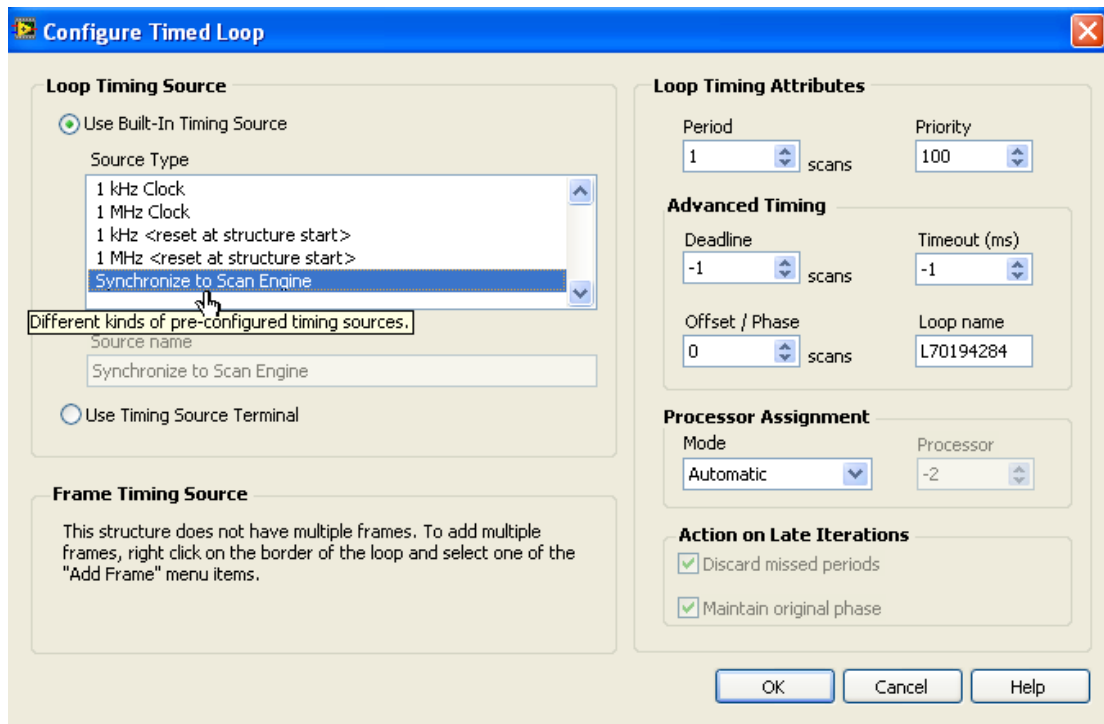 Configure Timed Loop
Loop Timing Source
Use Built-In Timing Source
Source Type
1 kHz Clock
1 MHz Clock
1 kHz <reset at structure start>
1 MHz <reset at structure start>
Synchronize to Scan Engine
Different kinds of pre-configured timing sources.
Source name
Synchronize to Scan Engine
Use Timing Source Terminal
Frame Timing Source
This structure does not have multiple frames. To add multiple
frames, right click on the border of the loop and select one of the
"Add Frame" menu items.
Loop Timing Attributes
Period
1 scans
Priority
100
Advanced Timing
Deadline
-1 scans
Timeout (ms)
-1
Offset / Phase
0 scans
Loop name
L70194284
Processor Assignment
Mode
Automatic
Processor
-2
Action on Late Iterations
Discard missed periods
Maintain original phase
OK
Cancel
Help